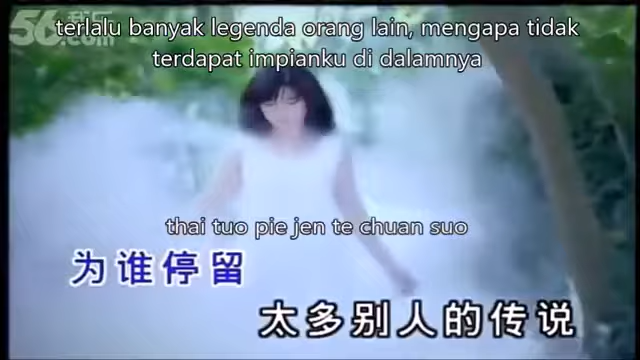 56.com
terlalu banyak legenda orang lain, mengapa tidak
terdapat impianku di dalamnya
thai tuo pie jen te chuan suo
为谁停留
太多别人的传说